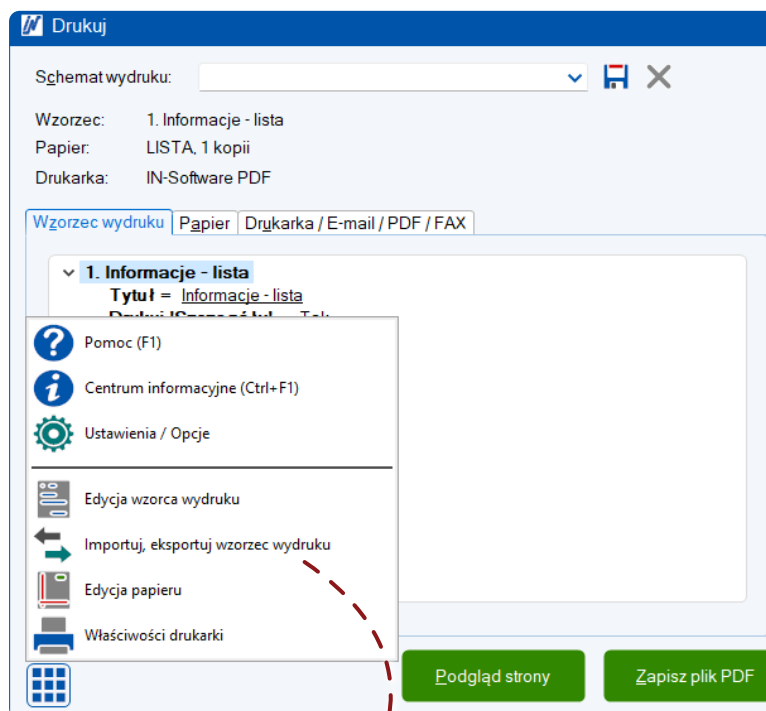 Drukuj
Schemat wydruku:
Wzorzec: 1. Informacje - lista
Papier: LISTA, 1 kopii
Drukarka: IN-Software PDF
Wzorzec wydruku Papier Drukarka / E-mail / PDF / FAX
1. Informacje - lista
Tytuł = Informacje - lista
Pomoc (F1)
Centrum informacyjne (Ctrl+F1)
Ustawienia / Opcje
Edycja wzorca wydruku
Importuj, eksportuj wzorzec wydruku
Edycja papieru
Właściwości drukarki
Podgląd strony Zapisz plik PDF